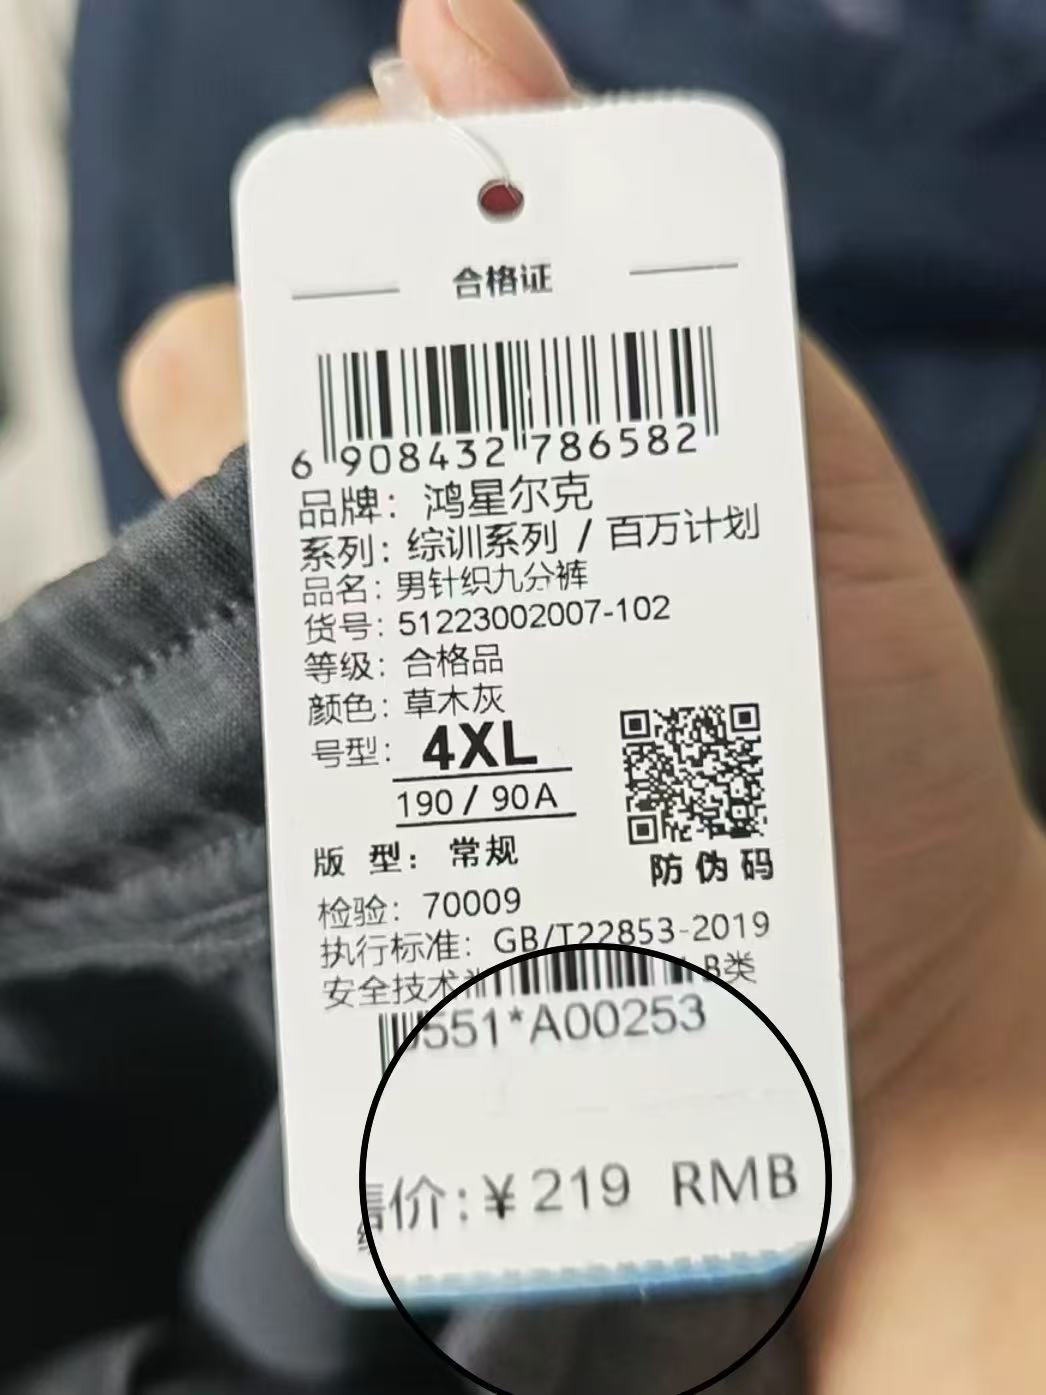 合格证
6 908432 786582
品牌：鸿星尔克
系列：综训系列 / 百万计划
品名：男针织九分裤
货号：51223002007-102
等级：合格品
颜色：草木灰
号型：4XL
190 / 90A
防伪码
版 型：常规
检验：70009
执行标准：GB/T22853-2019
安全技术 B类
551*A00253
售价：￥219 RMB